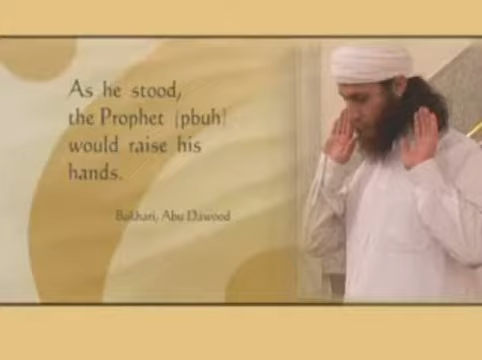 As he stood,
the Prophet (pbuh)
would raise his
hands.
Bukhari, Abu Dawood